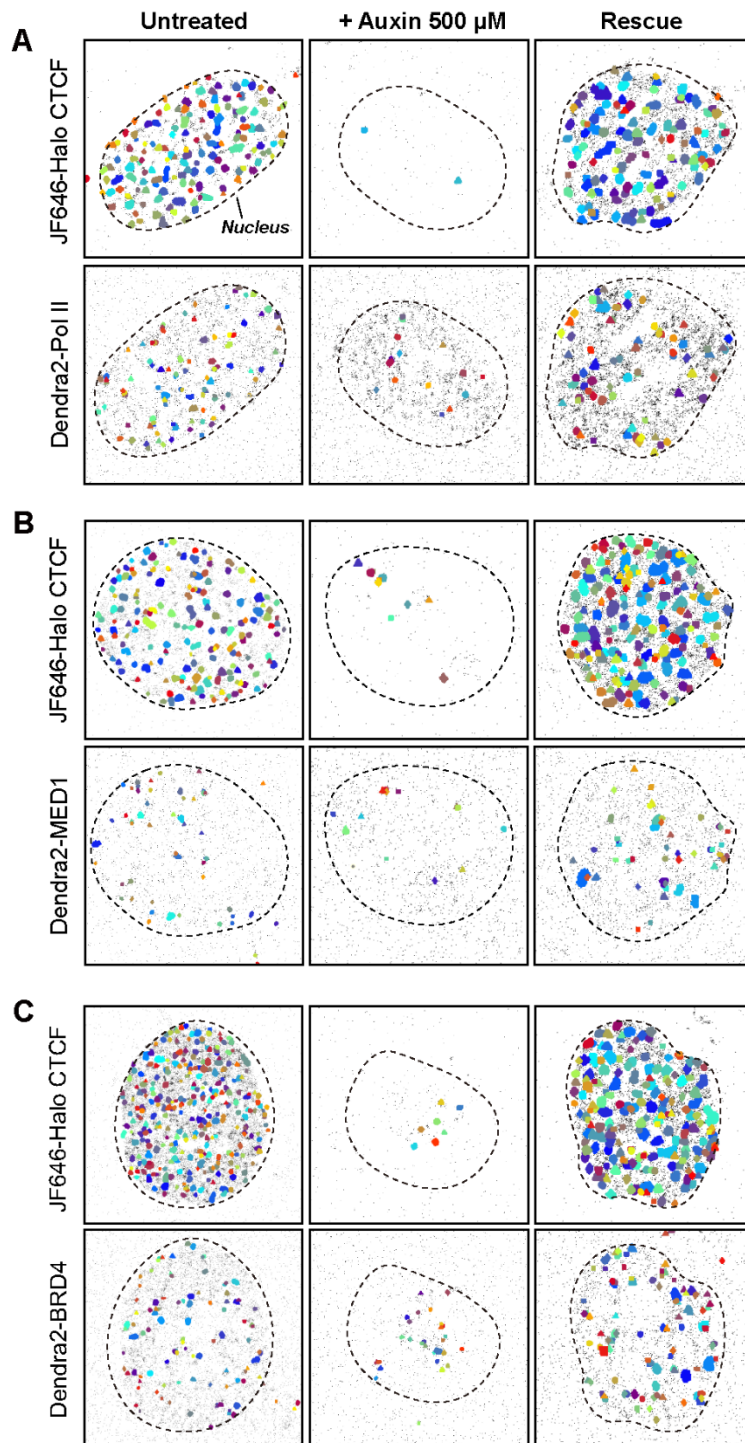 Untreated
+ Auxin 500 µM
Rescue
A
JF646-Halo CTCF
Nucleus
Dendra2-Pol II
B
JF646-Halo CTCF
Dendra2-MED1
C
JF646-Halo CTCF
Dendra2-BRD4